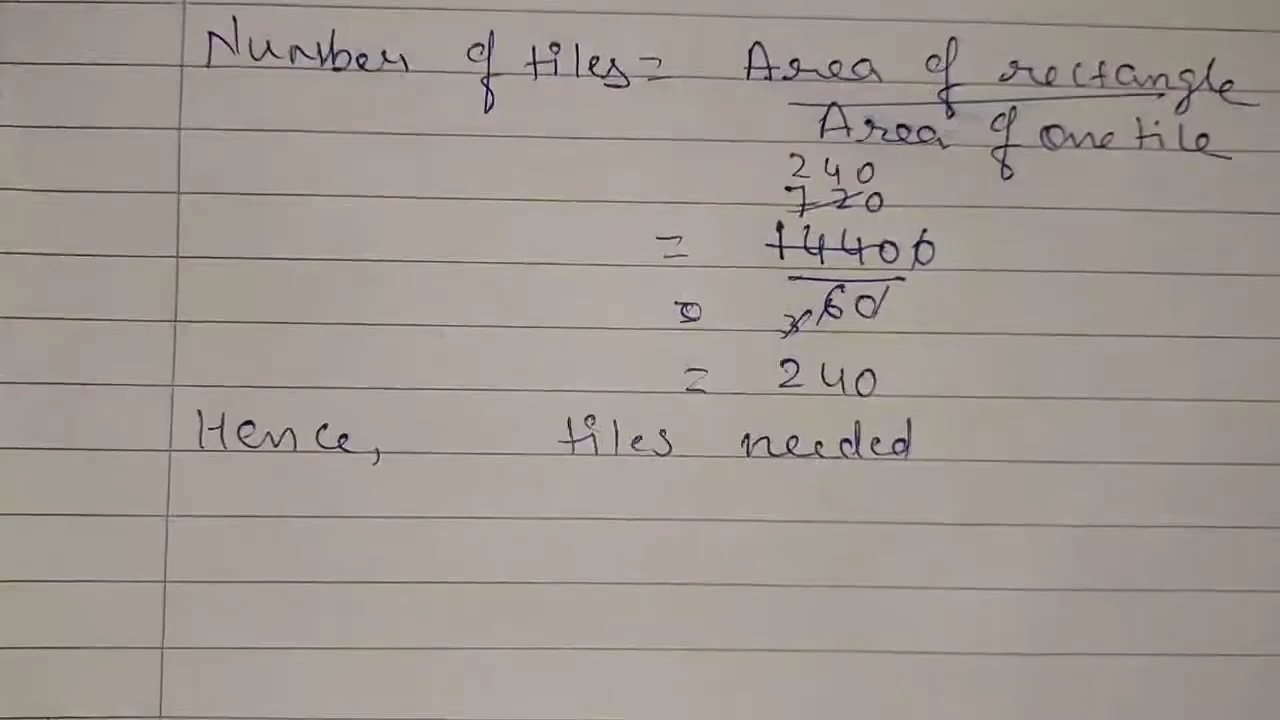 Number of tiles = Area of rectangle
Area of one tile
240
720
= 14400
60
= 240
Hence, tiles needed